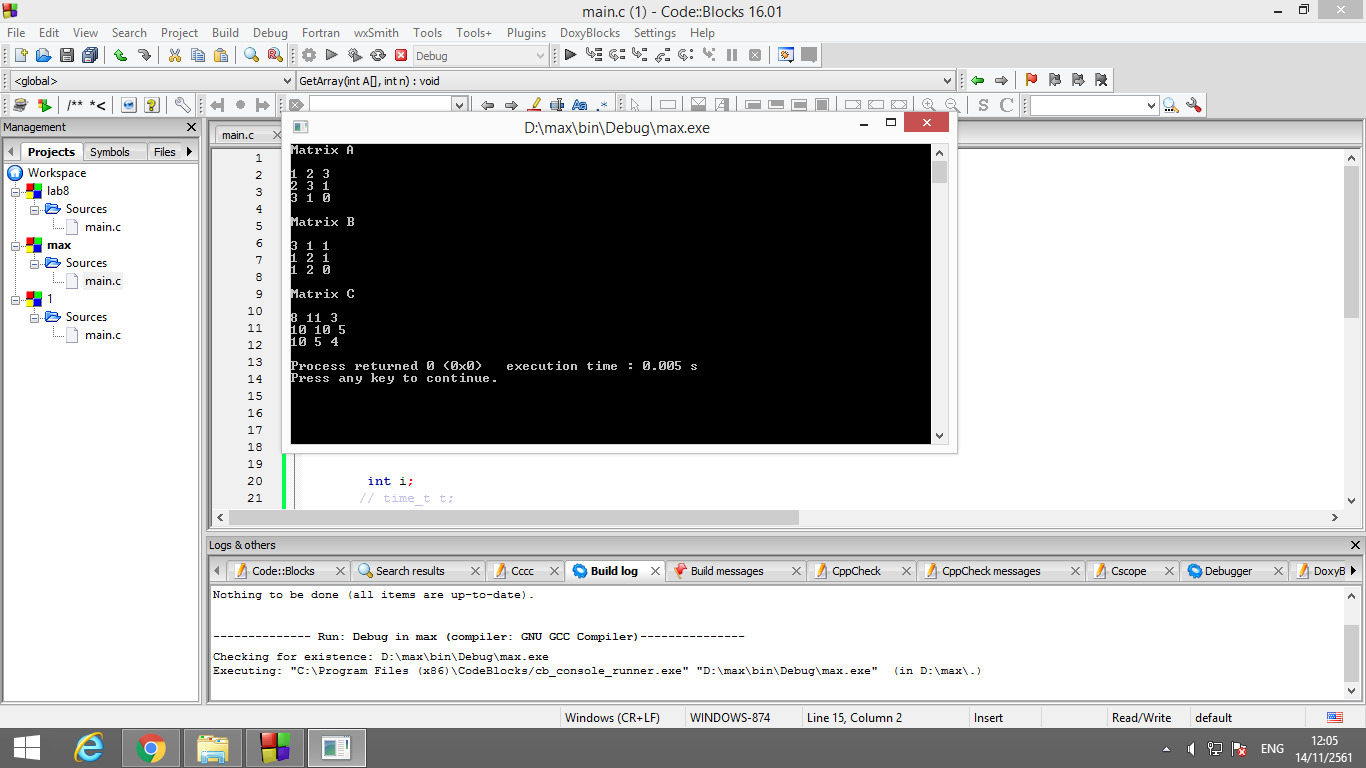 main.c (1) - Code::Blocks 16.01
File Edit View Search Project Build Debug Fortran wxSmith Tools Tools+ Plugins DoxyBlocks Settings Help
Debug
<global>
GetArray(int A[], int n) : void
/** *<
Aa .*
S C
Management
Projects Symbols Files
Workspace
lab8
Sources
main.c
max
Sources
main.c
1
Sources
main.c
main.c
1
2
3
4
5
6
7
8
9
10
11
12
13
14
15
16
17
18
19
20 int i;
21 // time_t t;
D:\max\bin\Debug\max.exe
Matrix A
1 2 3
2 3 1
3 1 0
Matrix B
3 1 1
1 2 1
1 2 0
Matrix C
8 11 3
10 10 5
10 5 4
Process returned 0 (0x0)   execution time : 0.005 s
Press any key to continue.
Logs & others
Code::Blocks Search results Cccc Build log Build messages CppCheck CppCheck messages Cscope Debugger DoxyB
Nothing to be done (all items are up-to-date).
-------------- Run: Debug in max (compiler: GNU GCC Compiler)---------------
Checking for existence: D:\max\bin\Debug\max.exe
Executing: "C:\Program Files (x86)\CodeBlocks/cb_console_runner.exe" "D:\max\bin\Debug\max.exe"  (in D:\max\.)
Windows (CR+LF) WINDOWS-874 Line 15, Column 2 Insert Read/Write default
ENG
12:05
14/11/2561